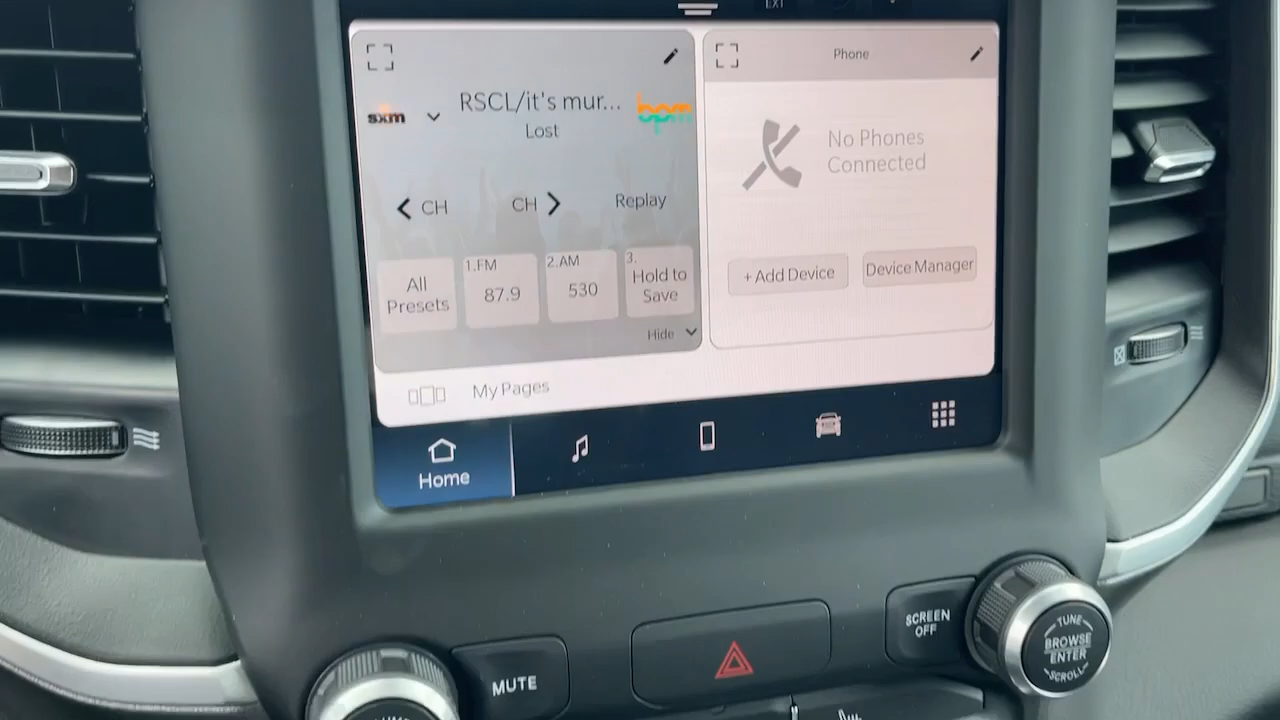 EXT
Phone
sxm
RSCL/it's mur...
Lost
bpm
No Phones
Connected
CH
CH
Replay
All
Presets
1.FM
87.9
2.AM
530
3.
Hold to
Save
+ Add Device
Device Manager
Hide
My Pages
Home
SCREEN
OFF
TUNE
BROWSE
ENTER
SCROLL
MUTE